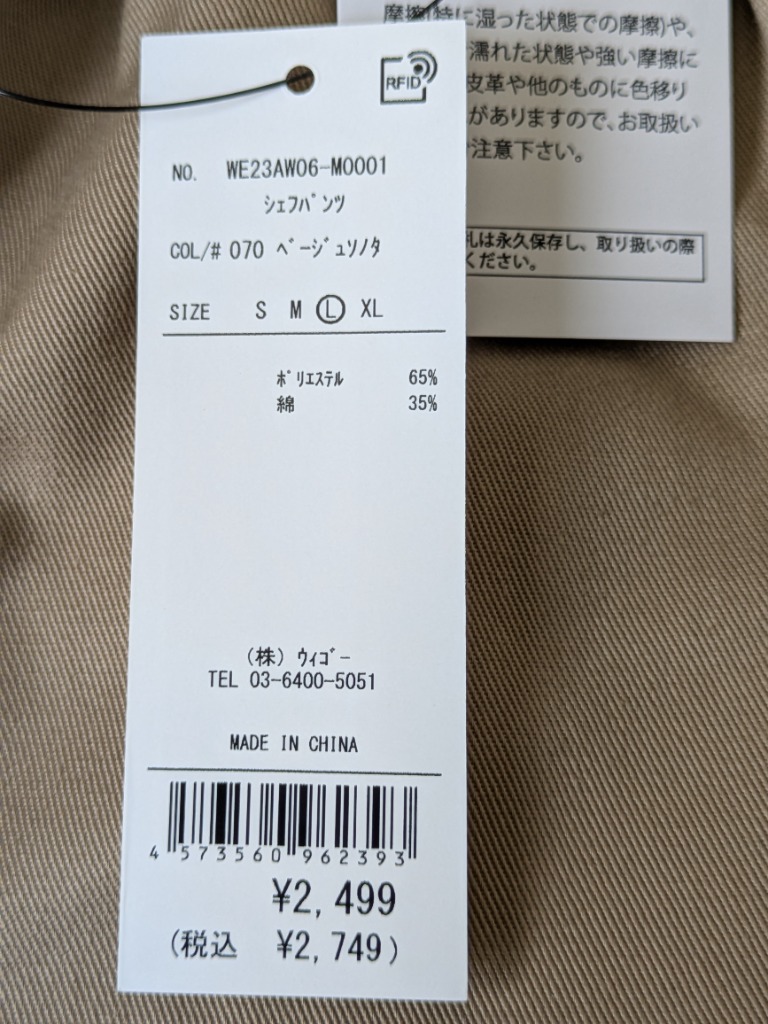 摩擦(特に湿った状態での摩擦)や、
濡れた状態や強い摩擦に
皮革や他のものに色移り
がありますので、お取扱い
注意下さい。
札は永久保存し、取り扱いの際
ください。
RFID
NO. WE23AW06-M0001
ｼｪﾌﾊﾟﾝﾂ
COL/# 070 ﾍﾞｰｼﾞｭｿﾉﾀ
SIZE S M L XL
ﾎﾟﾘｴｽﾃﾙ 65%
綿 35%
(株) ｳｨｺﾞｰ
TEL 03-6400-5051
MADE IN CHINA
4 573560 962393
¥2,499
(税込 ¥2,749)